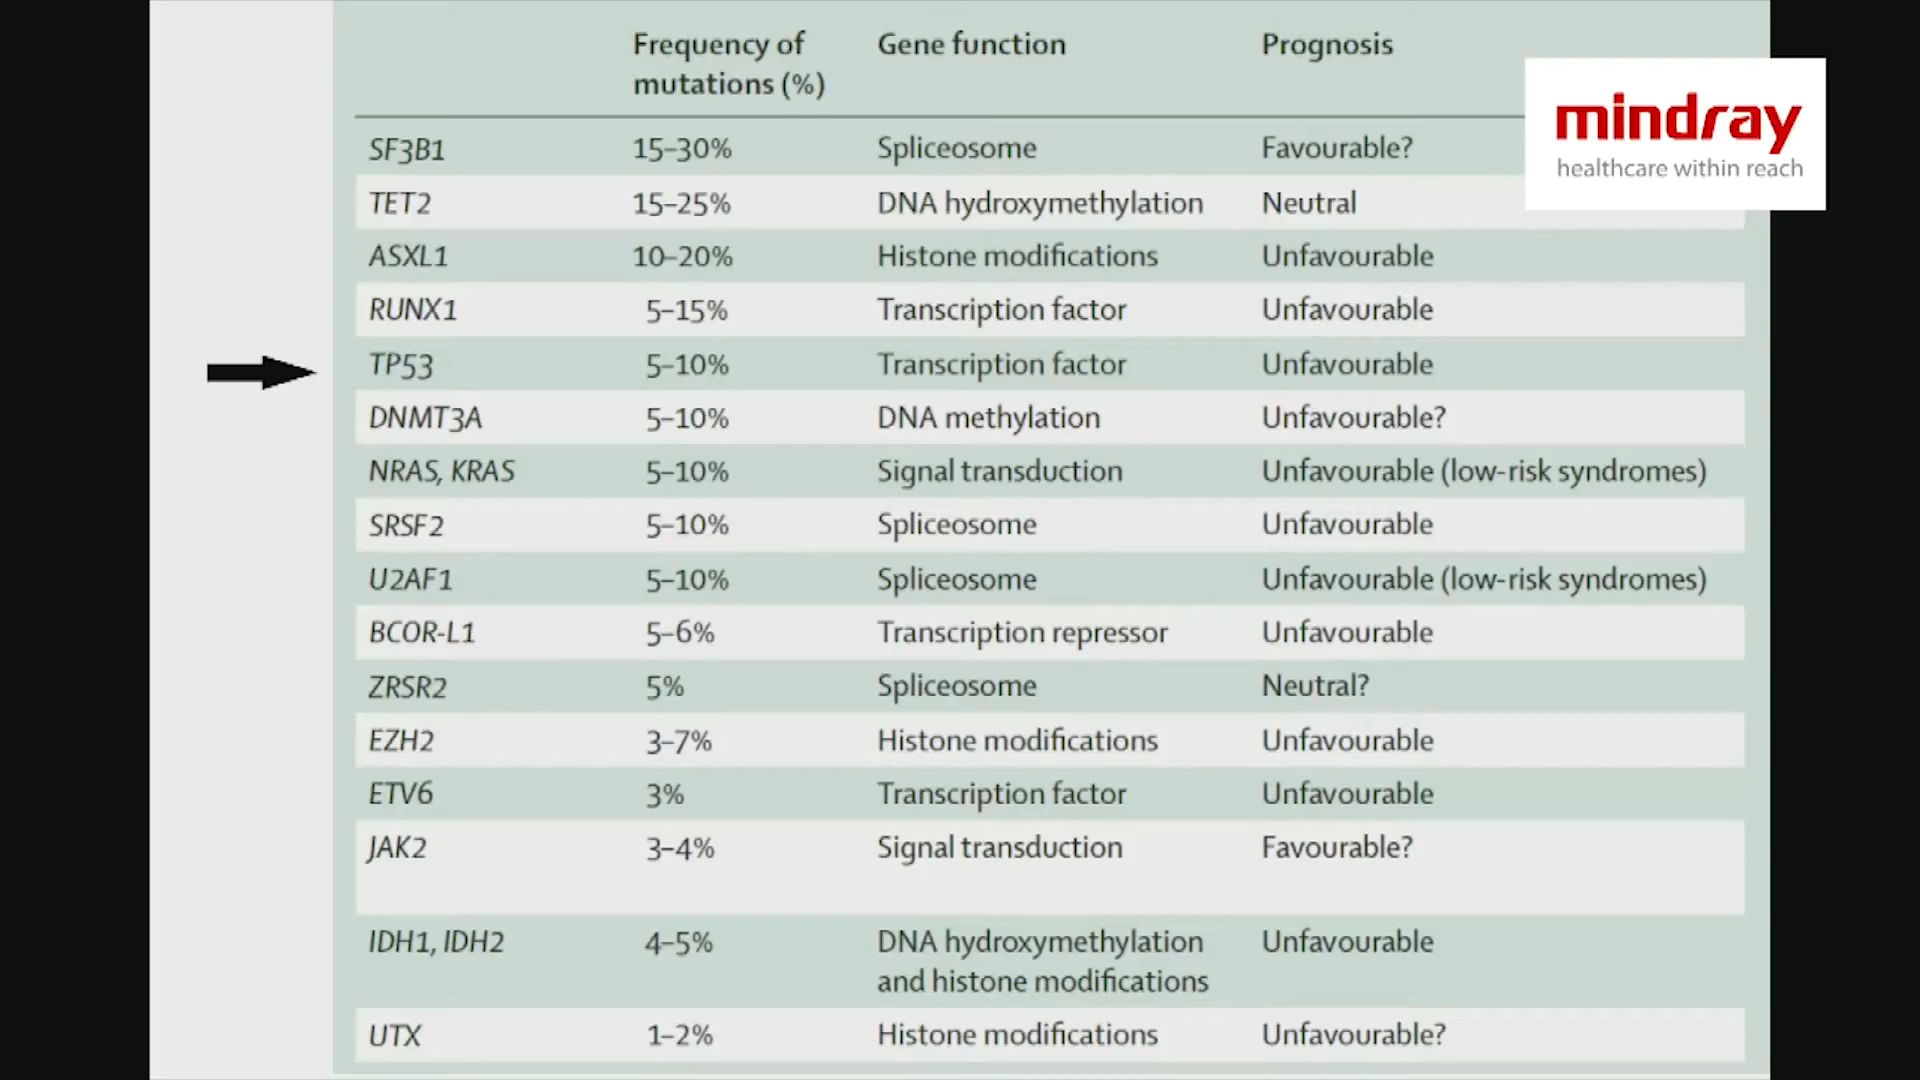 Frequency of mutations (%) Gene function Prognosis
mindray
healthcare within reach
SF3B1 15–30% Spliceosome Favourable?
TET2 15–25% DNA hydroxymethylation Neutral
ASXL1 10–20% Histone modifications Unfavourable
RUNX1 5–15% Transcription factor Unfavourable
TP53 5–10% Transcription factor Unfavourable
DNMT3A 5–10% DNA methylation Unfavourable?
NRAS, KRAS 5–10% Signal transduction Unfavourable (low-risk syndromes)
SRSF2 5–10% Spliceosome Unfavourable
U2AF1 5–10% Spliceosome Unfavourable (low-risk syndromes)
BCOR-L1 5–6% Transcription repressor Unfavourable
ZRSR2 5% Spliceosome Neutral?
EZH2 3–7% Histone modifications Unfavourable
ETV6 3% Transcription factor Unfavourable
JAK2 3–4% Signal transduction Favourable?
IDH1, IDH2 4–5% DNA hydroxymethylation and histone modifications Unfavourable
UTX 1–2% Histone modifications Unfavourable?